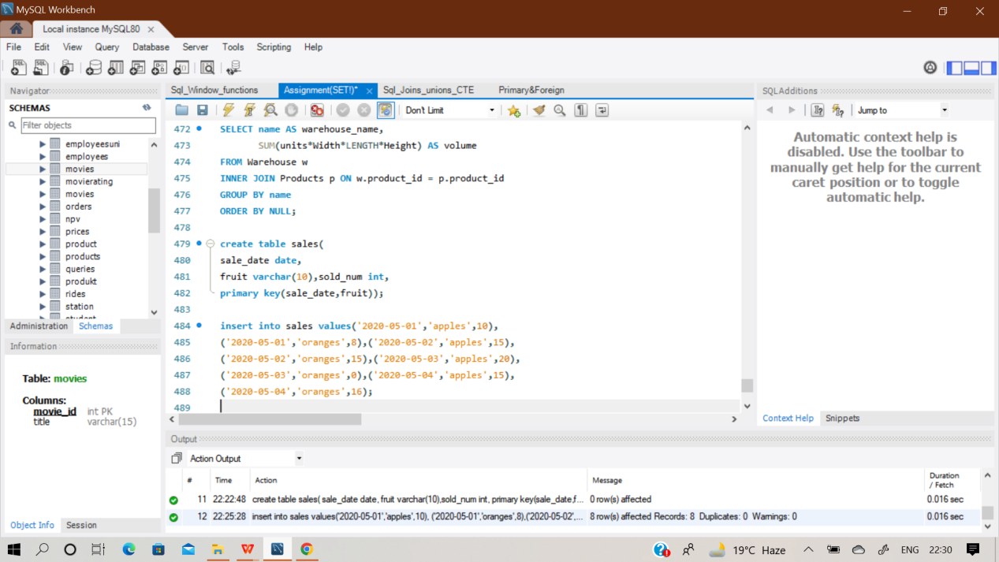 MySQL Workbench
Local instance MySQL80
File Edit View Query Database Server Tools Scripting Help
Navigator
SCHEMAS
Filter objects
employeesuni
employees
movies
movierating
movies
orders
npv
prices
product
products
queries
produkt
rides
station
student
Administration Schemas
Information
Table: movies
Columns:
movie_id int PK
title varchar(15)
Object Info Session
Sql_Window_functions Assignment(SET!)* Sql_Joins_unions_CTE Primary&Foreign
Don't Limit
472 SELECT name AS warehouse_name,
473 SUM(units*Width*LENGTH*Height) AS volume
474 FROM Warehouse w
475 INNER JOIN Products p ON w.product_id = p.product_id
476 GROUP BY name
477 ORDER BY NULL;
478
479 create table sales(
480 sale_date date,
481 fruit varchar(10),sold_num int,
482 primary key(sale_date,fruit));
483
484 insert into sales values('2020-05-01','apples',10),
485 ('2020-05-01','oranges',8),('2020-05-02','apples',15),
486 ('2020-05-02','oranges',15),('2020-05-03','apples',20),
487 ('2020-05-03','oranges',0),('2020-05-04','apples',15),
488 ('2020-05-04','oranges',16);
489
SQLAdditions
Jump to
Automatic context help is
disabled. Use the toolbar to
manually get help for the current
caret position or to toggle
automatic help.
Context Help Snippets
Output
Action Output
# Time Action Message Duration / Fetch
11 22:22:48 create table sales( sale_date date, fruit varchar(10),sold_num int, primary key(sale_date,f... 0 row(s) affected 0.016 sec
12 22:25:28 insert into sales values('2020-05-01','apples',10), ('2020-05-01','oranges',8),('2020-05-02',... 8 row(s) affected Records: 8 Duplicates: 0 Warnings: 0 0.016 sec
19°C Haze ENG 22:30